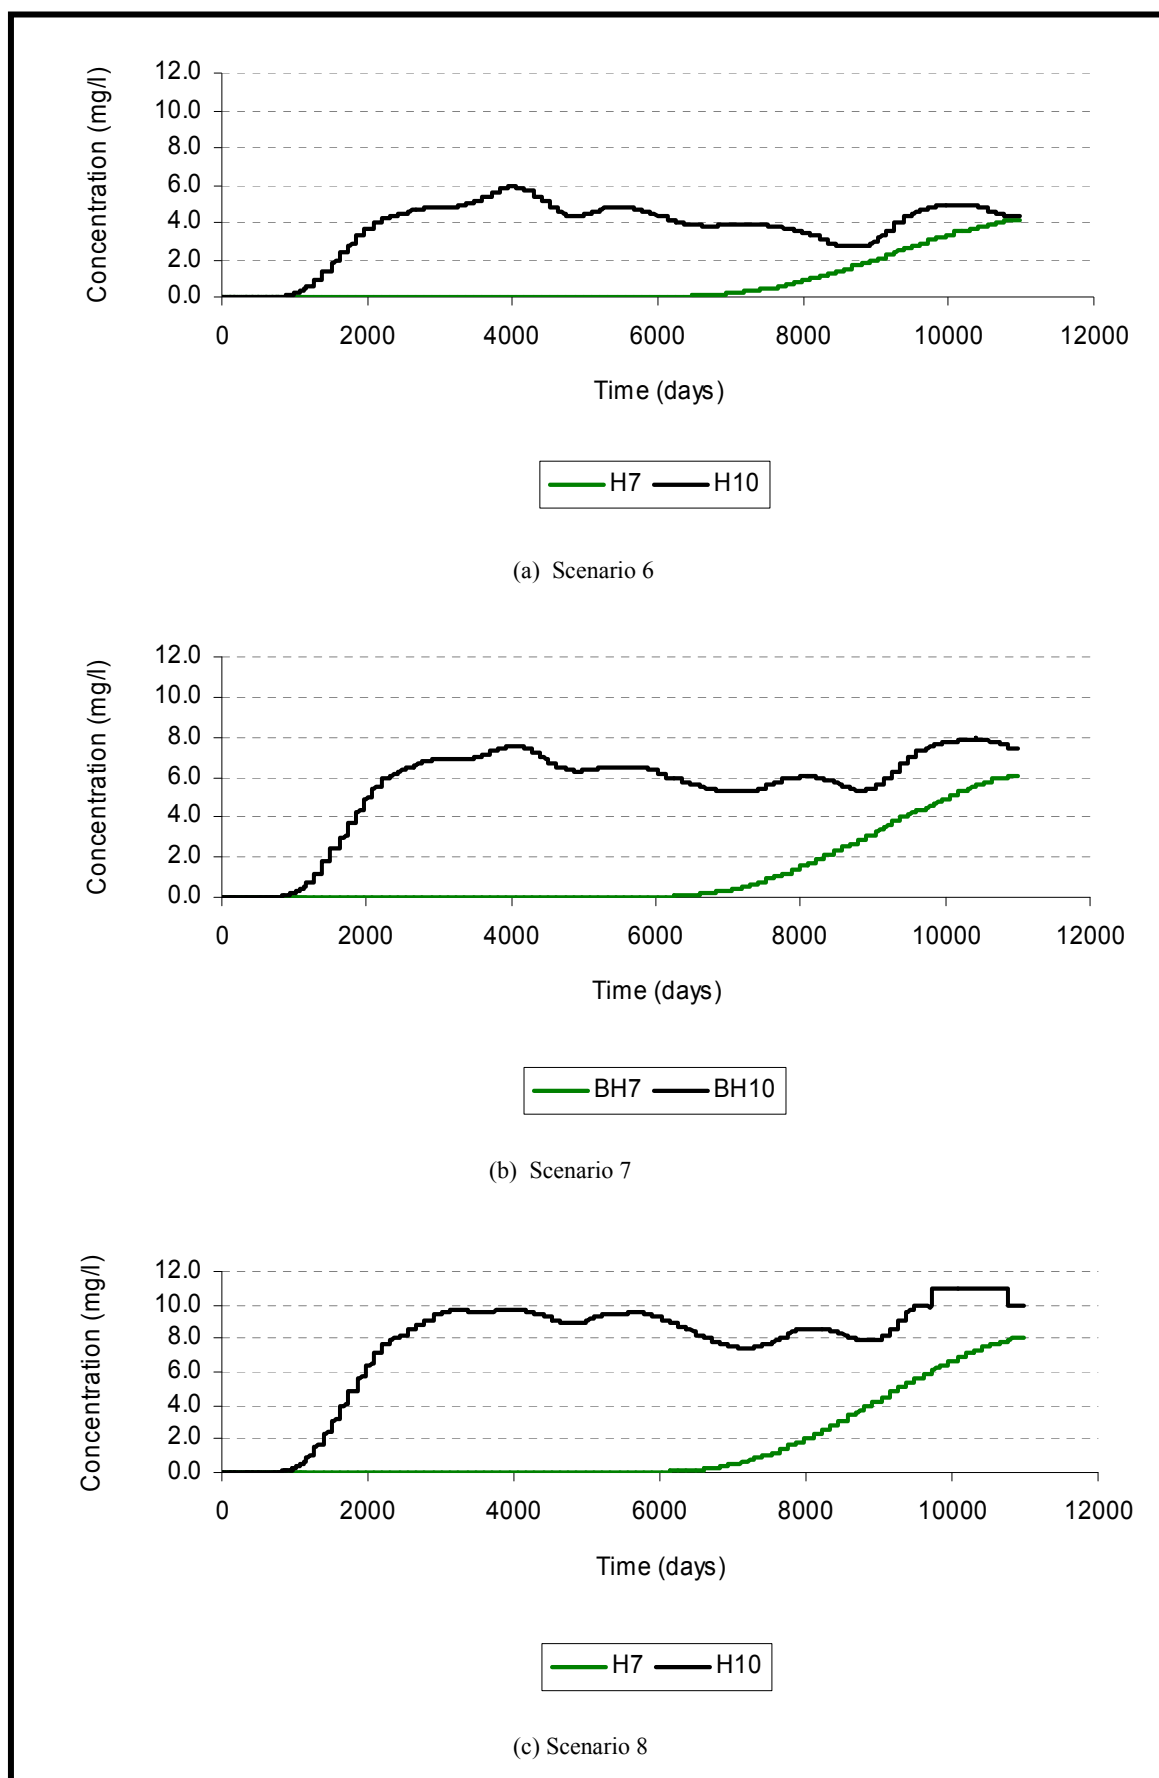 Concentration (mg/l)
12.0
10.0
8.0
6.0
4.0
2.0
0.0
0 2000 4000 6000 8000 10000 12000
Time (days)
H7 H10
(a) Scenario 6
Concentration (mg/l)
12.0
10.0
8.0
6.0
4.0
2.0
0.0
0 2000 4000 6000 8000 10000 12000
Time (days)
BH7 BH10
(b) Scenario 7
Concentration (mg/l)
12.0
10.0
8.0
6.0
4.0
2.0
0.0
0 2000 4000 6000 8000 10000 12000
Time (days)
H7 H10
(c) Scenario 8